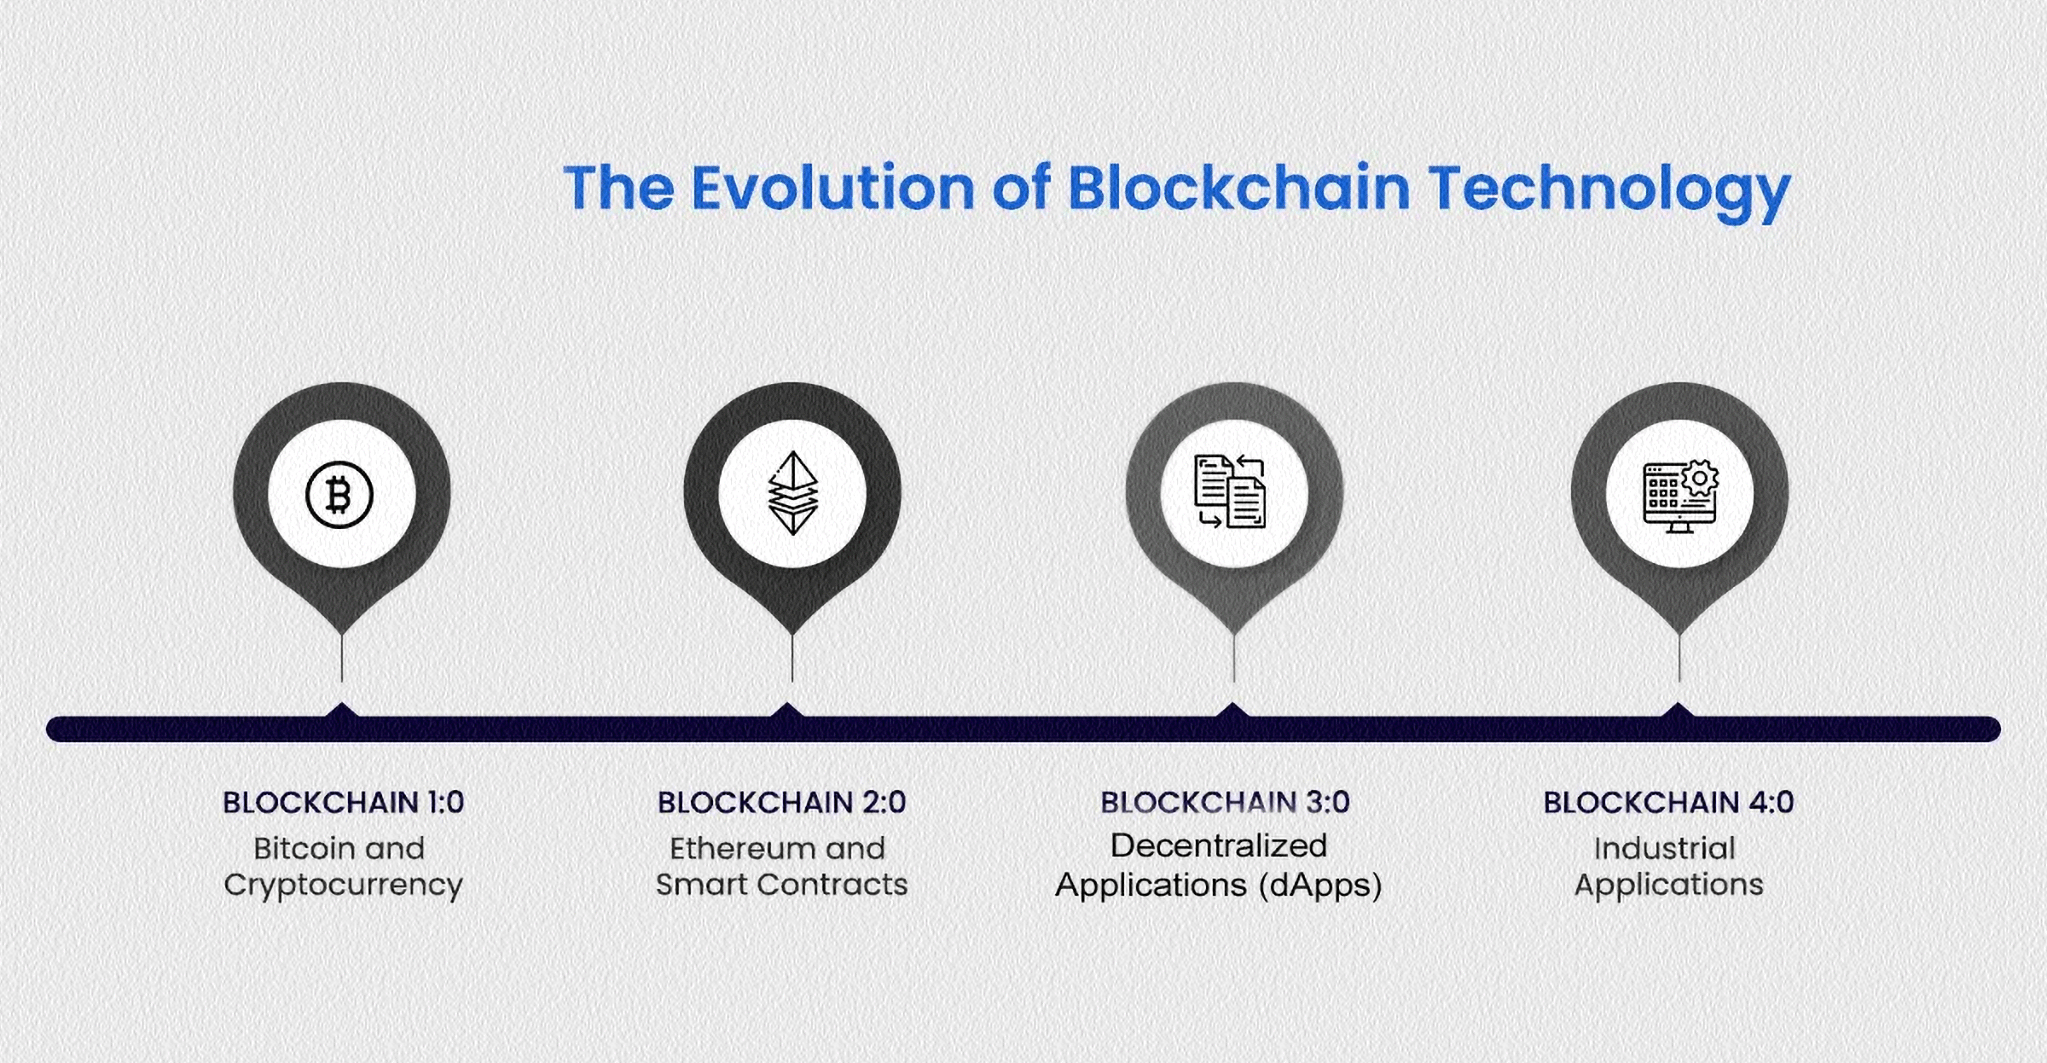 The Evolution of Blockchain Technology
BLOCKCHAIN 1:0
Bitcoin and
Cryptocurrency
BLOCKCHAIN 2:0
Ethereum and
Smart Contracts
BLOCKCHAIN 3:0
Decentralized
Applications (dApps)
BLOCKCHAIN 4:0
Industrial
Applications